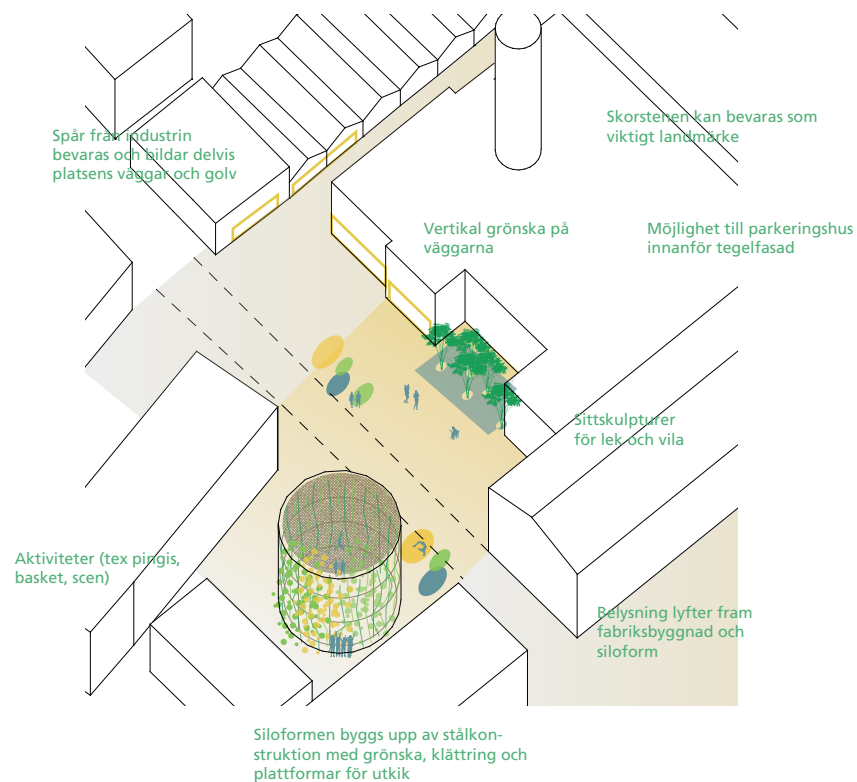 Skorstenen kan bevaras som
viktigt landmärke
Spår från industrin
bevaras och bildar delvis
platsens väggar och golv
Vertikal grönska på
väggarna
Möjlighet till parkeringshus
innanför tegelfasad
Sittskulpturer
för lek och vila
Aktiviteter (tex pingis,
basket, scen)
Belysning lyfter fram
fabriksbyggnad och
siloform
Siloformen byggs upp av stålkon-
struktion med grönska, klättring och
plattformar för utkik